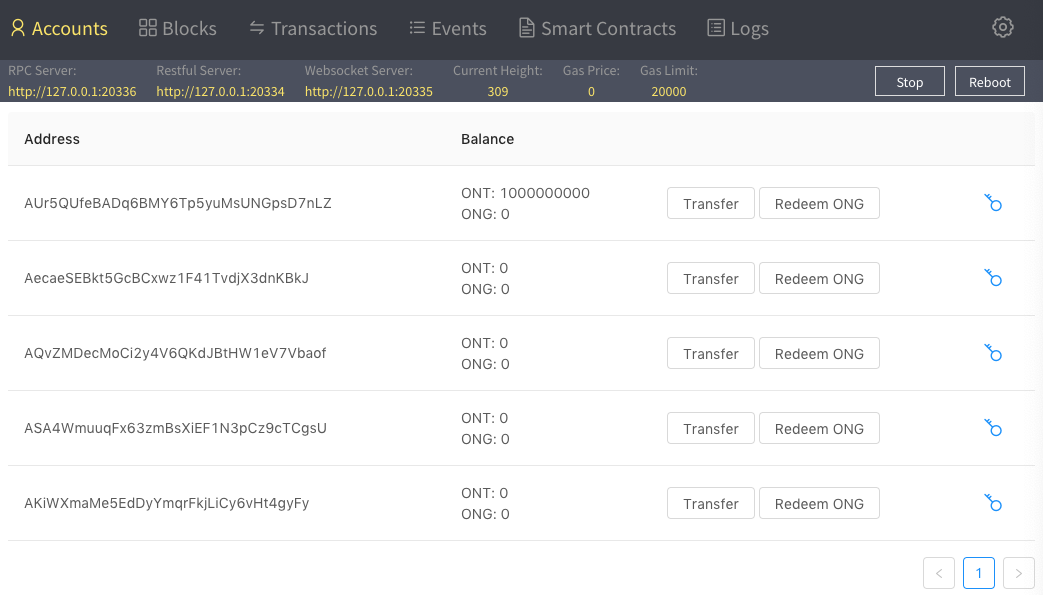 Accounts Blocks Transactions Events Smart Contracts Logs
RPC Server: Restful Server: Websocket Server: Current Height: Gas Price: Gas Limit:
http://127.0.0.1:20336 http://127.0.0.1:20334 http://127.0.0.1:20335 309 0 20000 Stop Reboot
Address Balance
AUr5QUfeBADq6BMY6Tp5yuMsUNGpsD7nLZ ONT: 1000000000
ONG: 0 Transfer Redeem ONG
AecaeSEBkt5GcBCxwz1F41TvdjX3dnKBkJ ONT: 0
ONG: 0 Transfer Redeem ONG
AQvZMDecMoCi2y4V6QKdJBtHW1eV7Vbaof ONT: 0
ONG: 0 Transfer Redeem ONG
ASA4WmuuqFx63zmBsXiEF1N3pCz9cTCgsU ONT: 0
ONG: 0 Transfer Redeem ONG
AKiWXmaMe5EdDyYmqrFkjLiCy6vHt4gyFy ONT: 0
ONG: 0 Transfer Redeem ONG
< 1 >